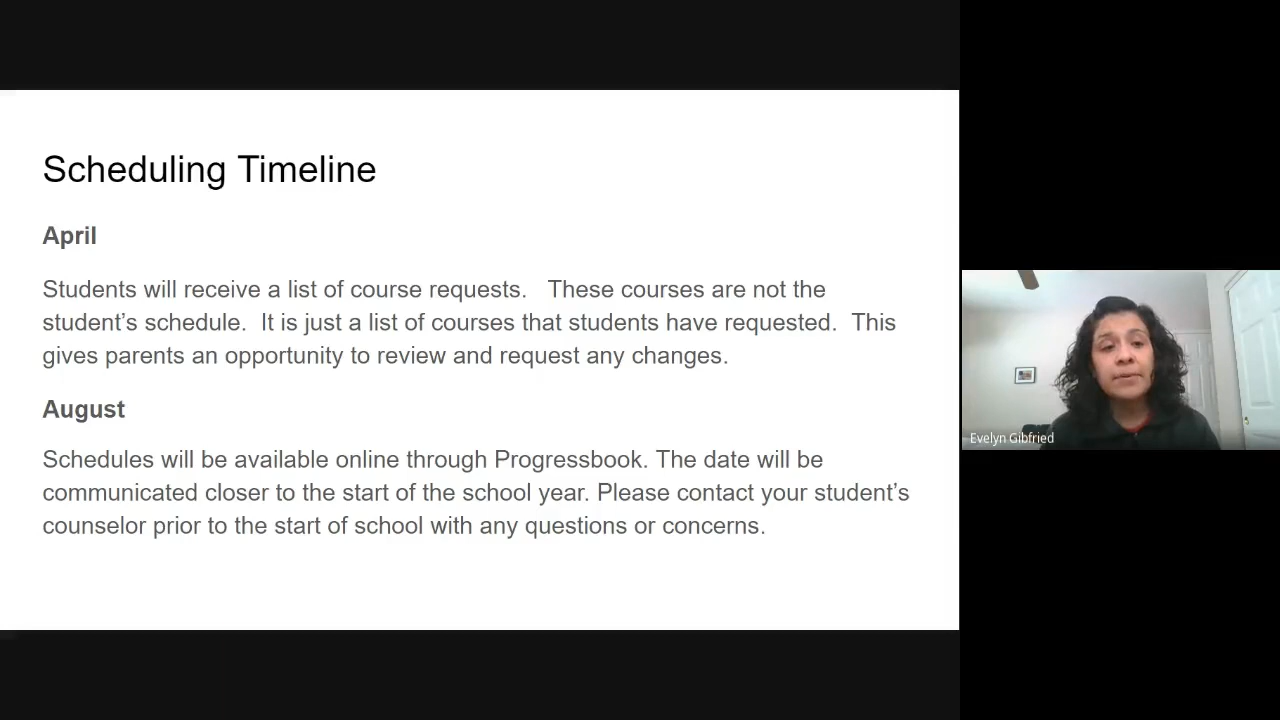 Scheduling Timeline
April
Students will receive a list of course requests.   These courses are not the
student’s schedule.  It is just a list of courses that students have requested.  This
gives parents an opportunity to review and request any changes.
August
Schedules will be available online through Progressbook. The date will be
communicated closer to the start of the school year. Please contact your student’s
counselor prior to the start of school with any questions or concerns.
Evelyn Gibfried